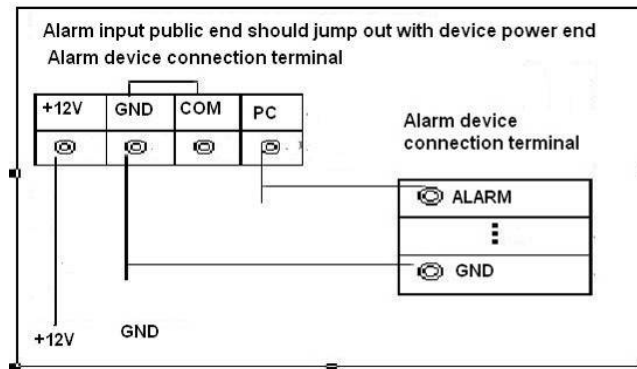 Alarm input public end should jump out with device power end
Alarm device connection terminal
+12V GND COM PC
Alarm device
connection terminal
ALARM
GND
+12V GND